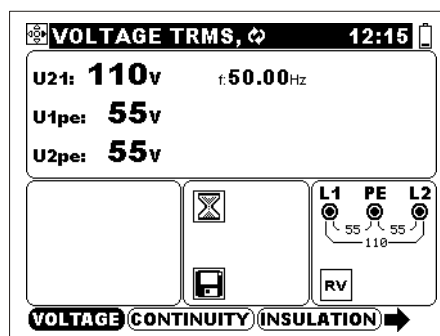 VOLTAGE TRMS, 12:15
U21: 110V f:50.00Hz
U1pe: 55V
U2pe: 55V
L1 PE L2
55 55
110
RV
VOLTAGE CONTINUITY INSULATION